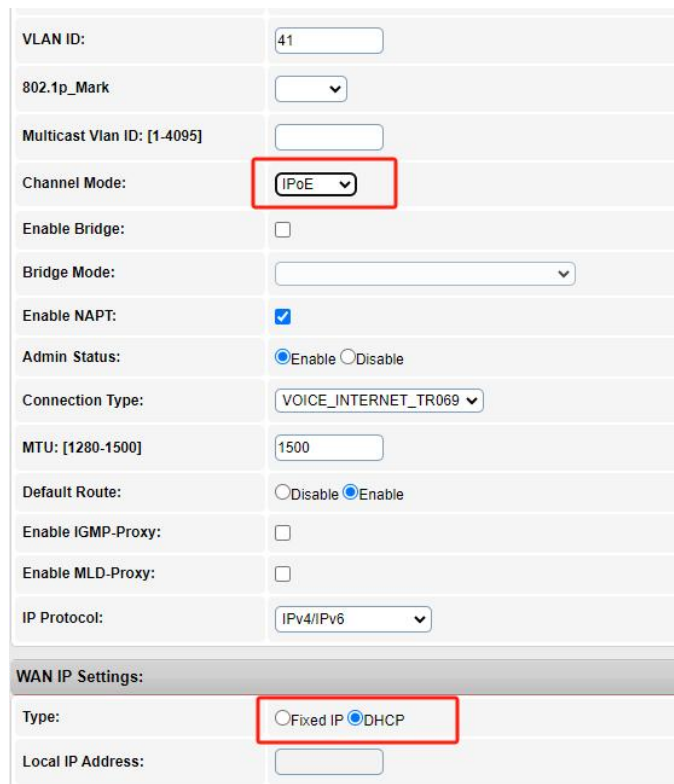 VLAN ID: 41
802.1p_Mark
Multicast Vlan ID: [1-4095]
Channel Mode: IPoE
Enable Bridge:
Bridge Mode:
Enable NAPT:
Admin Status: Enable Disable
Connection Type: VOICE_INTERNET_TR069
MTU: [1280-1500] 1500
Default Route: Disable Enable
Enable IGMP-Proxy:
Enable MLD-Proxy:
IP Protocol: IPv4/IPv6
WAN IP Settings:
Type: Fixed IP DHCP
Local IP Address: